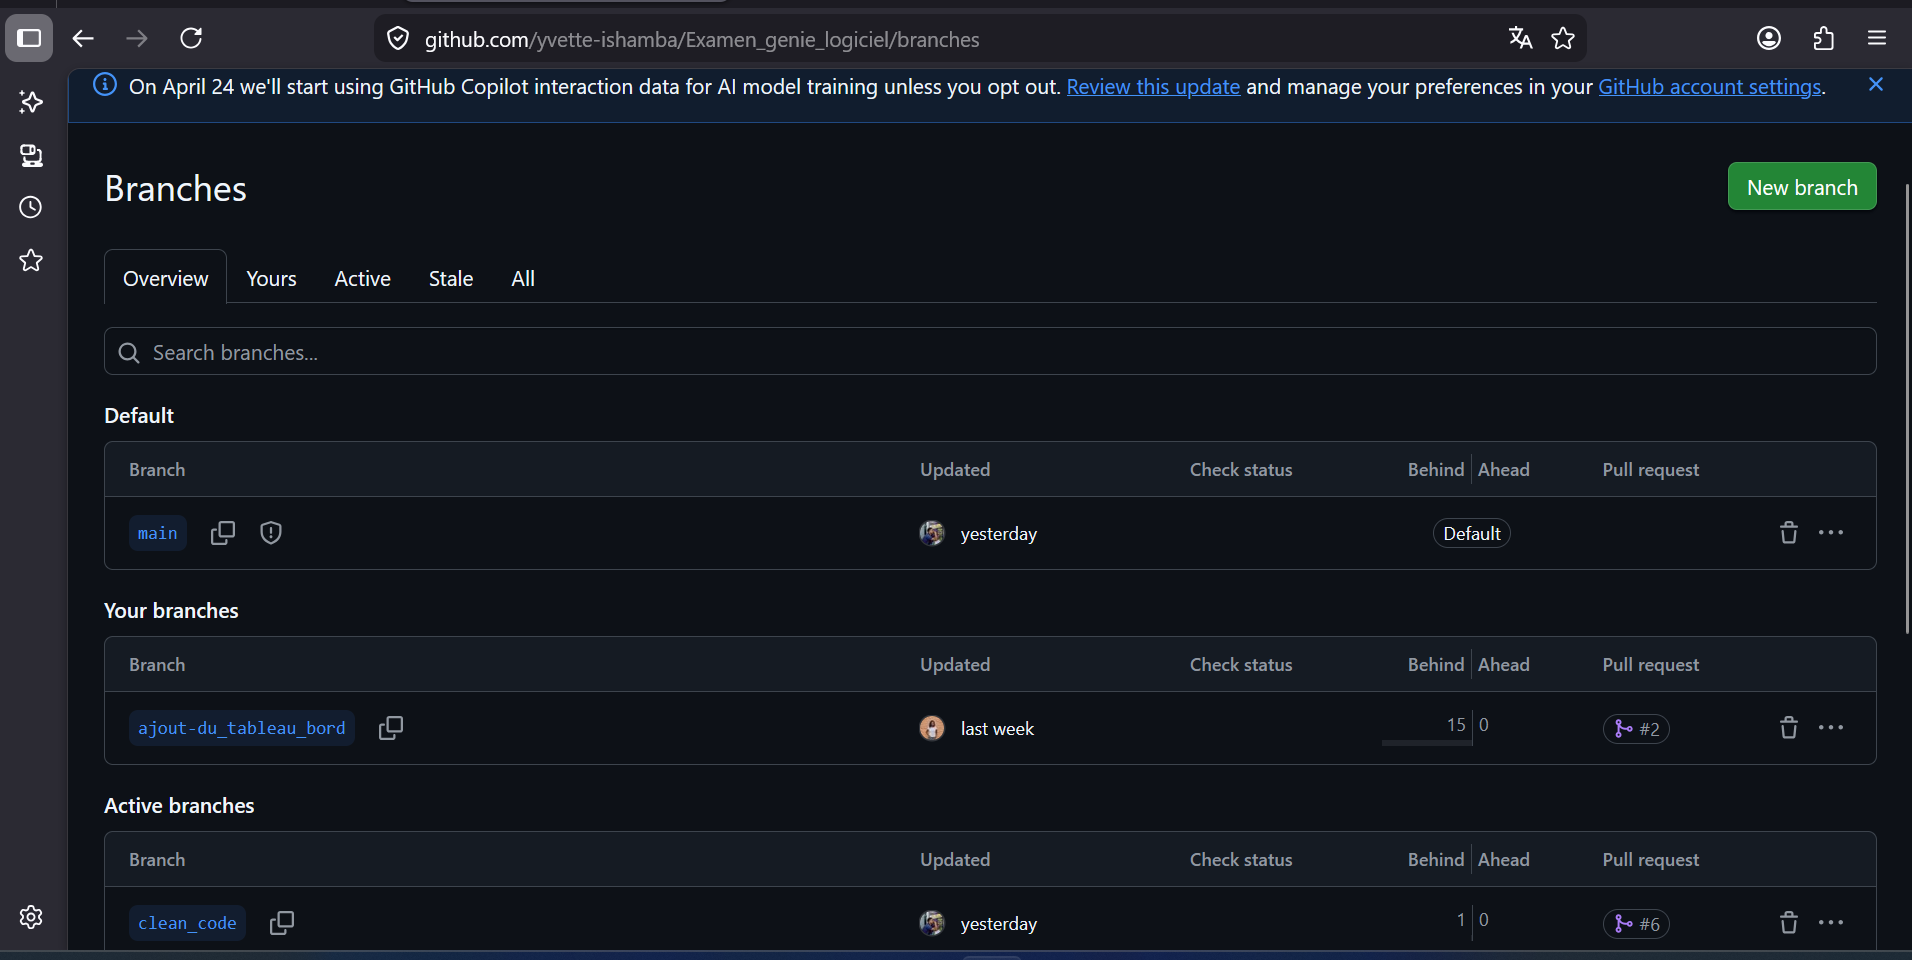 github.com/yvette-ishamba/Examen_genie_logiciel/branches
On April 24 we'll start using GitHub Copilot interaction data for AI model training unless you opt out. Review this update and manage your preferences in your GitHub account settings.
Branches
New branch
Overview Yours Active Stale All
Search branches...
Default
Branch Updated Check status Behind Ahead Pull request
main yesterday Default
Your branches
Branch Updated Check status Behind Ahead Pull request
ajout-du_tableau_bord last week 15 0 #2
Active branches
Branch Updated Check status Behind Ahead Pull request
clean_code yesterday 1 0 #6